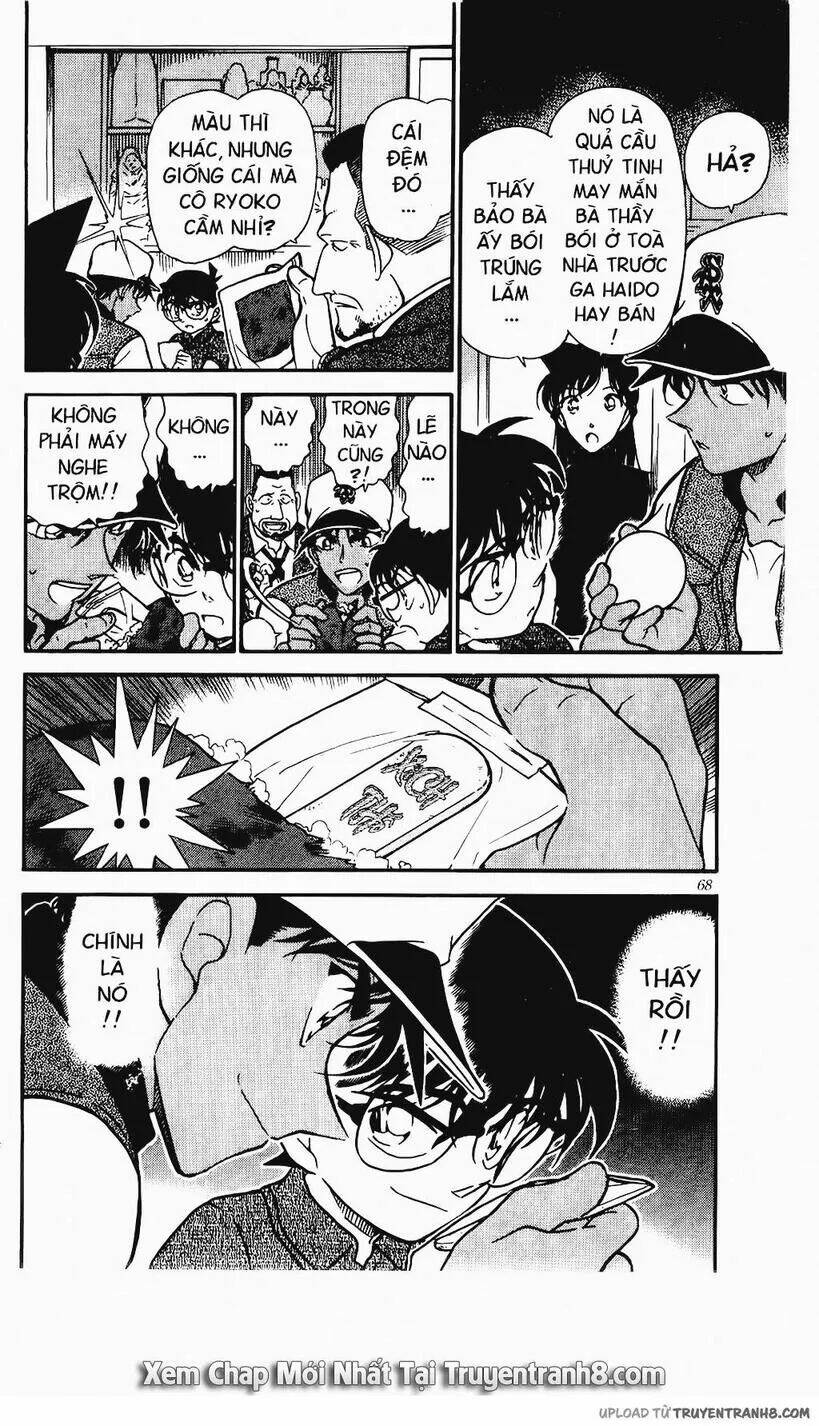 HẢ?
NÓ LÀ
QUẢ CẦU
THUỶ TINH
MAY MẮN
BÀ THẦY
BÓI Ở TOÀ
NHÀ TRƯỚC
GA HAIDO
HAY BÁN
!
THẤY
BẢO BÀ
ẤY BÓI
TRÚNG
LẮM
...
CÁI
ĐỆM
ĐÓ
...
MÀU THÌ
KHÁC, NHƯNG
GIỐNG CÁI MÀ
CÔ RYOKO
CẦM NHỈ?
LẼ
NÀO
...
TRONG
NÀY
CŨNG
?!
NÀY
...
KHÔNG
...
KHÔNG
PHẢI MÁY
NGHE
TRỘM!!
!!
68
THẤY
RỒI
!!
CHÍNH
LÀ
NÓ
!!
Xem Chap Mới Nhất Tại Truyentranh8.com
UPLOAD TỪ TRUYENTRANH8.COM